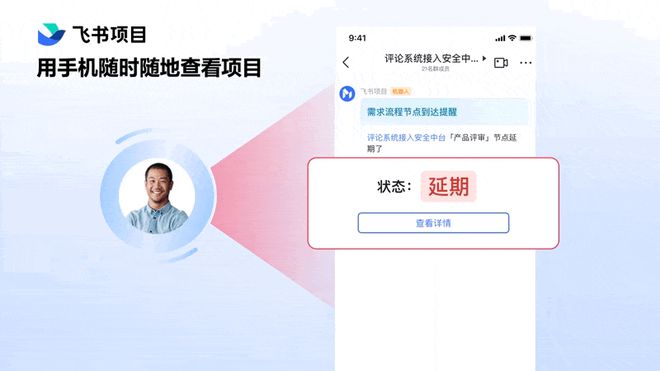 飞书项目
用手机随时随地查看项目
9:41
评论系统接入安全中...
21名群成员
飞书项目 机器人
需求流程节点到达提醒
评论系统接入安全中台「产品评审」节点延
期了
状态：延期
查看详情